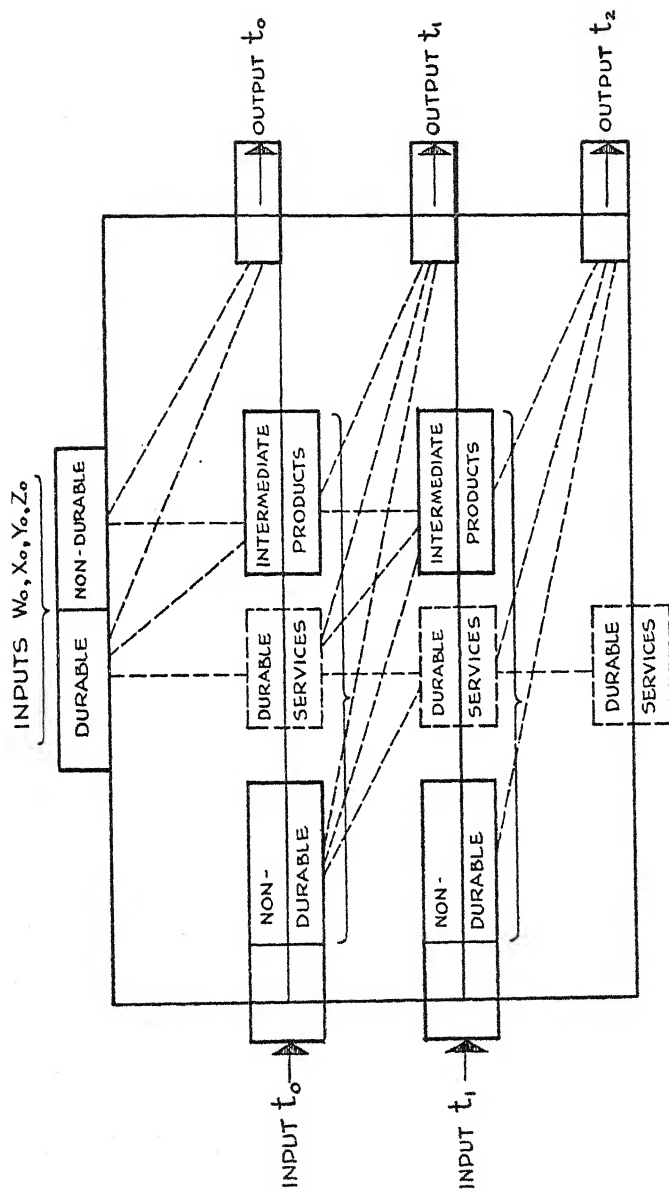 INPUTS W₀, X₀, Y₀, Z₀
DURABLE
NON-DURABLE
INPUT t₀
NON-
DURABLE
DURABLE
SERVICES
INTERMEDIATE
PRODUCTS
OUTPUT t₀
INPUT t₁
NON-
DURABLE
DURABLE
SERVICES
INTERMEDIATE
PRODUCTS
OUTPUT t₁
DURABLE
SERVICES
OUTPUT t₂